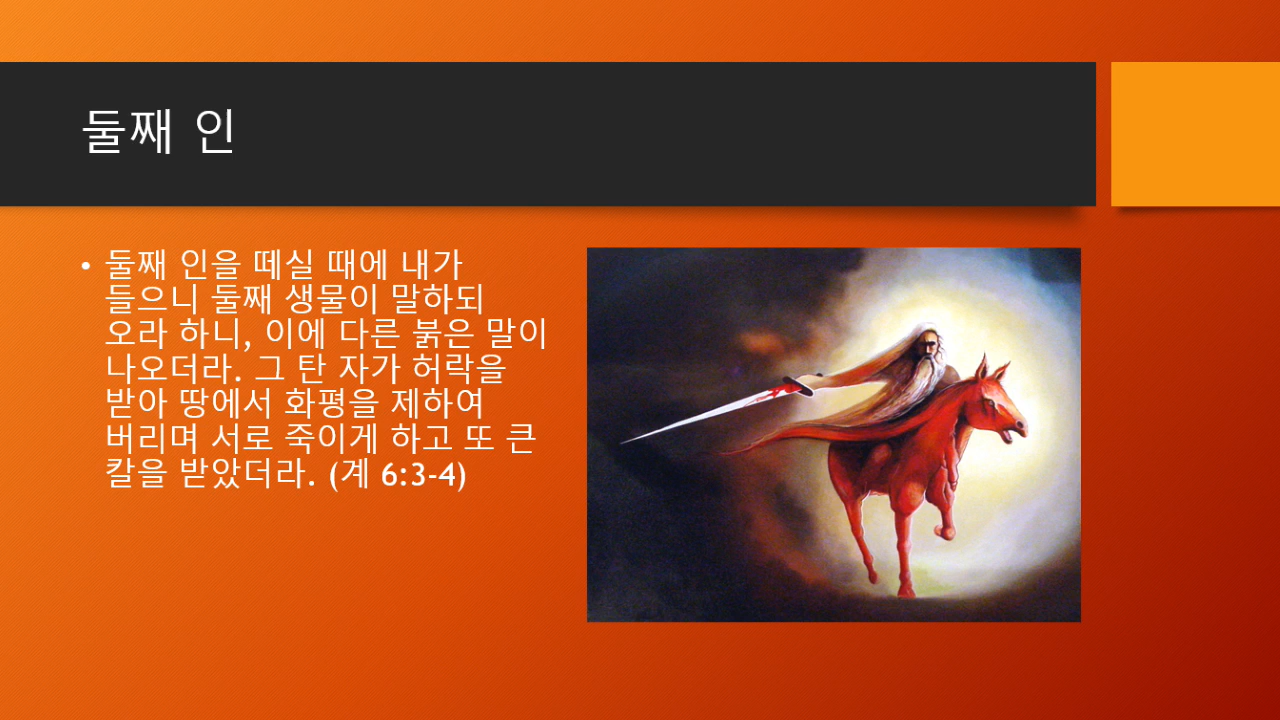 둘째 인
• 둘째 인을 떼실 때에 내가
들으니 둘째 생물이 말하되
오라 하니, 이에 다른 붉은 말이
나오더라. 그 탄 자가 허락을
받아 땅에서 화평을 제하여
버리며 서로 죽이게 하고 또 큰
칼을 받았더라. (계 6:3-4)